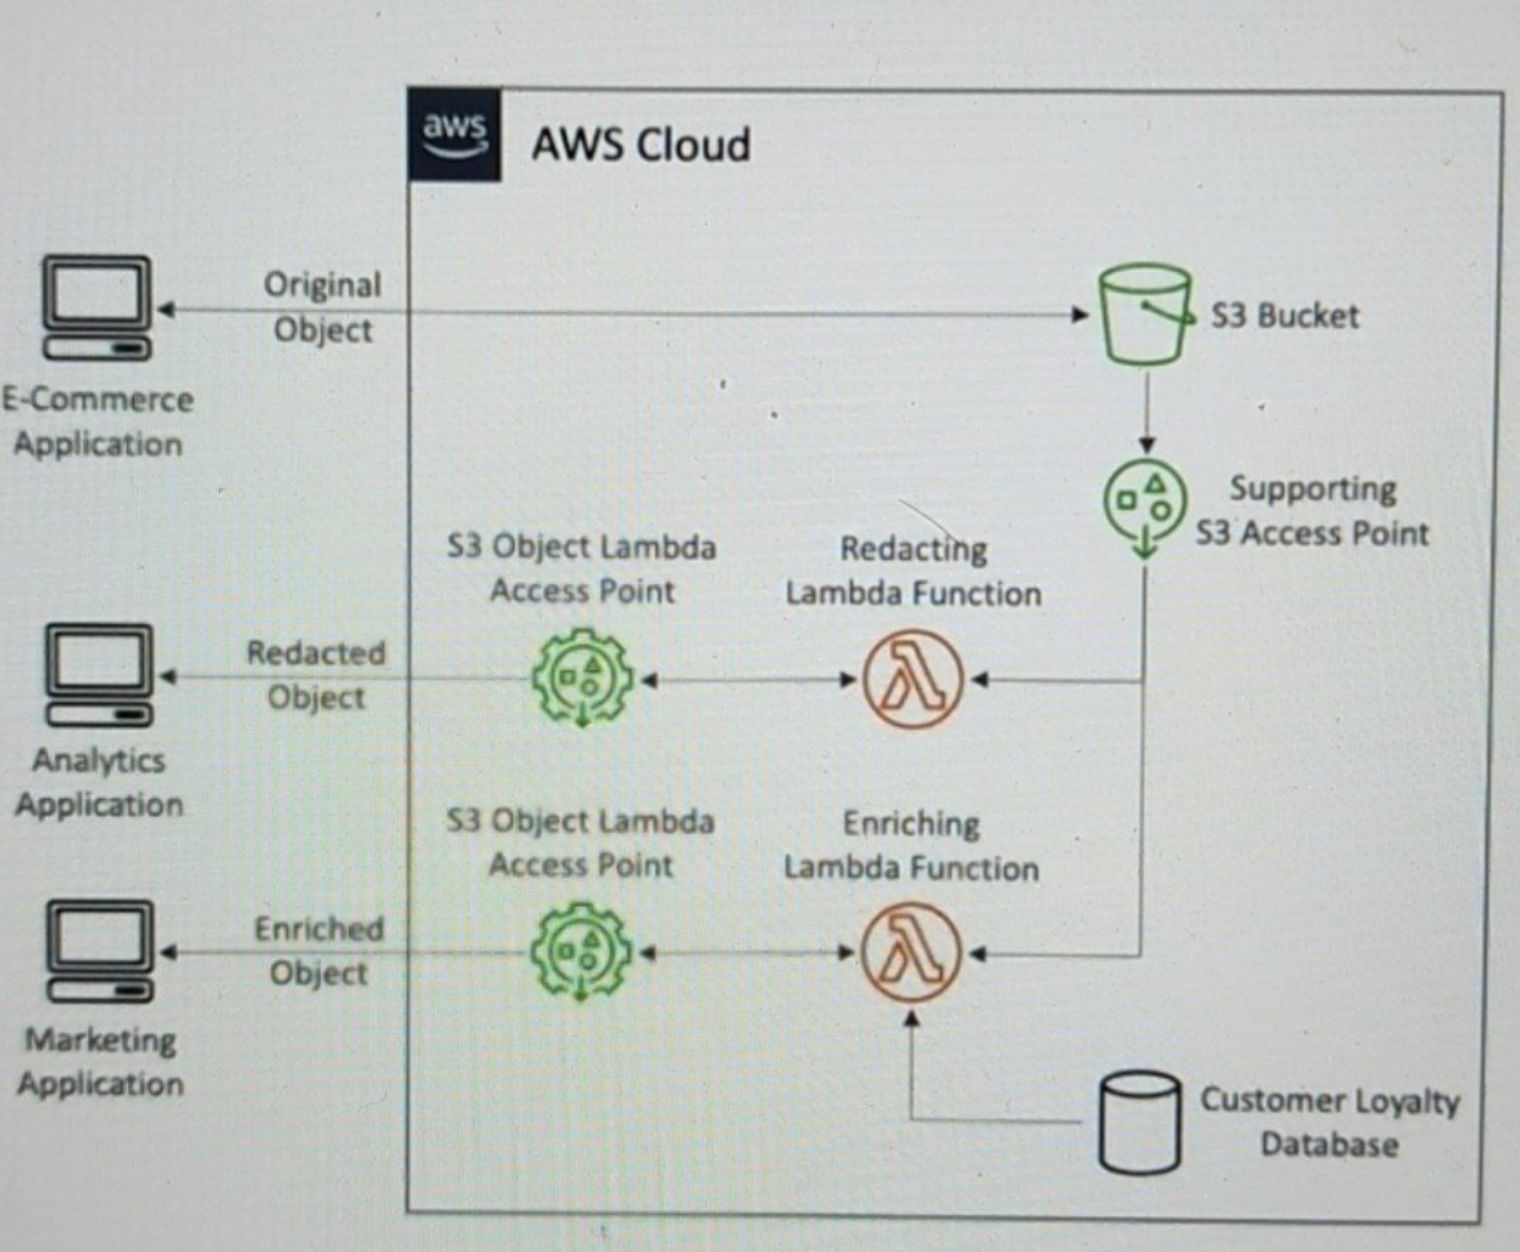 aws
AWS Cloud
Original
Object
S3 Bucket
E-Commerce
Application
Supporting
S3 Access Point
S3 Object Lambda
Access Point
Redacting
Lambda Function
Redacted
Object
Analytics
Application
S3 Object Lambda
Access Point
Enriching
Lambda Function
Enriched
Object
Marketing
Application
Customer Loyalty
Database